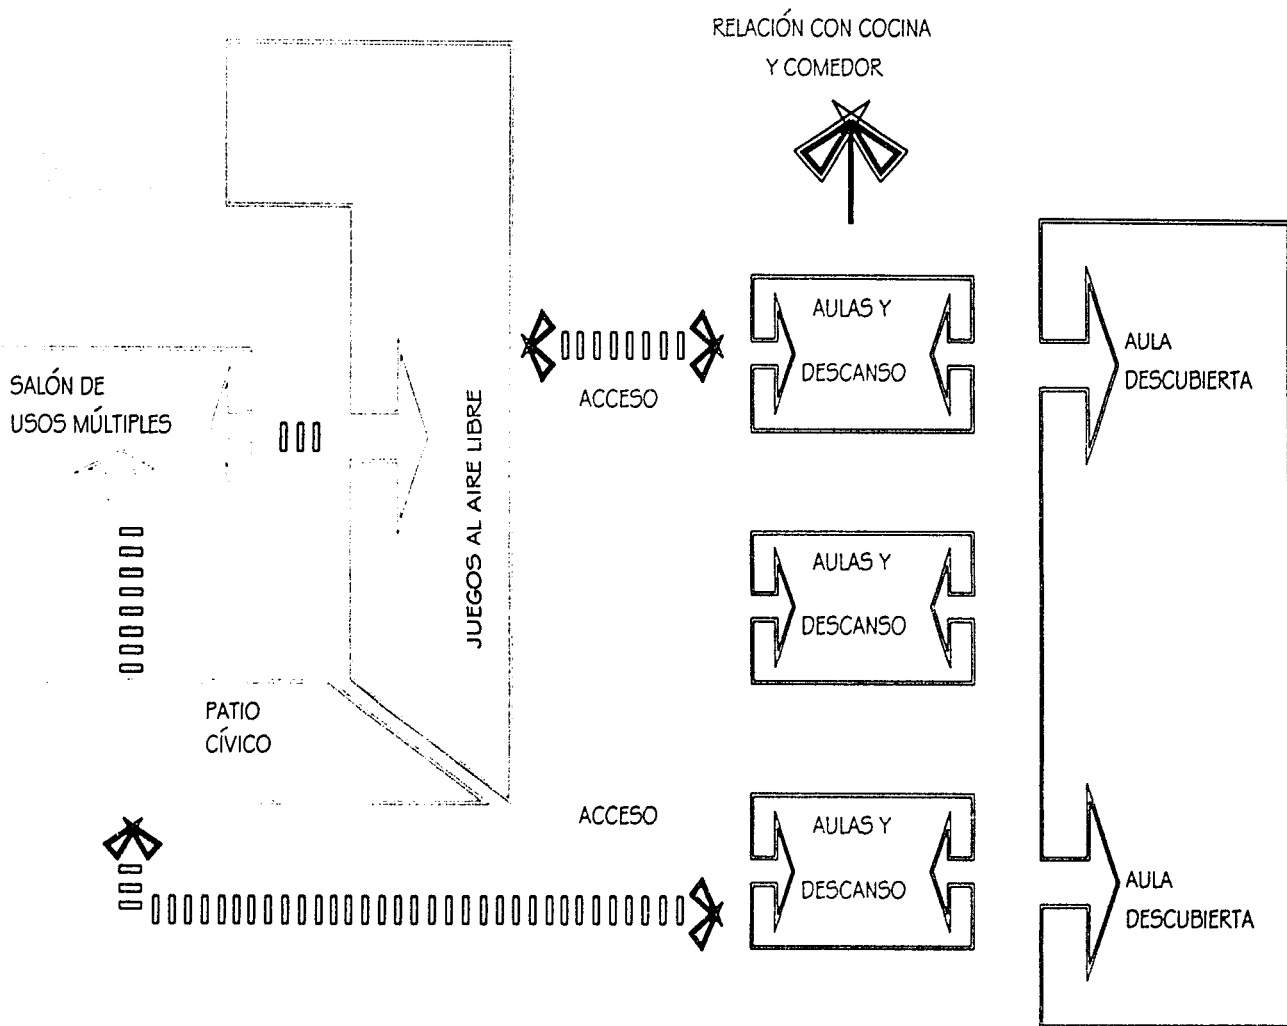 RELACIÓN CON COCINA
Y COMEDOR
AULAS Y
DESCANSO
AULA
DESCUBIERTA
ACCESO
SALÓN DE
USOS MÚLTIPLES
JUEGOS AL AIRE LIBRE
AULAS Y
DESCANSO
PATIO
CÍVICO
ACCESO
AULAS Y
DESCANSO
AULA
DESCUBIERTA